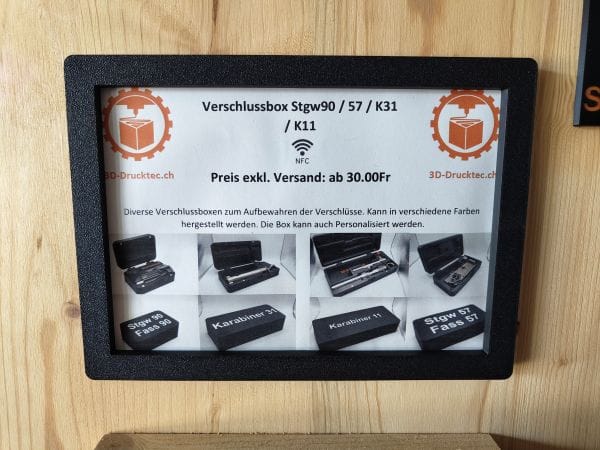 Verschlussbox Stgw90 / 57 / K31
/ K11
NFC
3D-Drucktec.ch
Preis exkl. Versand: ab 30.00Fr
3D-Drucktec.ch
Diverse Verschlussboxen zum Aufbewahren der Verschlüsse. Kann in verschiedene Farben
hergestellt werden. Die Box kann auch Personalisiert werden.
Stgw 90
Fass 90
Karabiner 31
Karabiner 11
Stgw 57
Fass 57
S